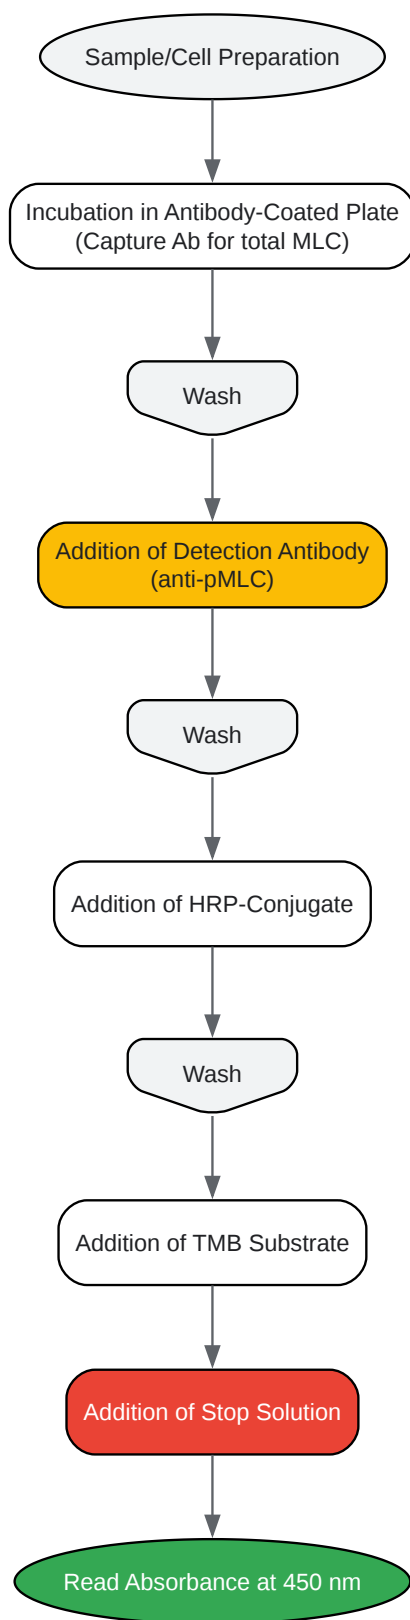 Sample/Cell Preparation
Incubation in Antibody-Coated Plate
(Capture Ab for total MLC)
Wash
Addition of Detection Antibody
(anti-pMLC)
Wash
Addition of HRP-Conjugate
Wash
Addition of TMB Substrate
Addition of Stop Solution
Read Absorbance at 450 nm